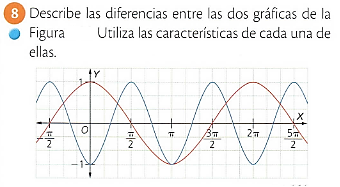 8 Describe las diferencias entre las dos gráficas de la
Figura Utiliza las características de cada una de
ellas.
Y
1
X
-π/2 O π/2 π 3π/2 2π 5π/2
-1